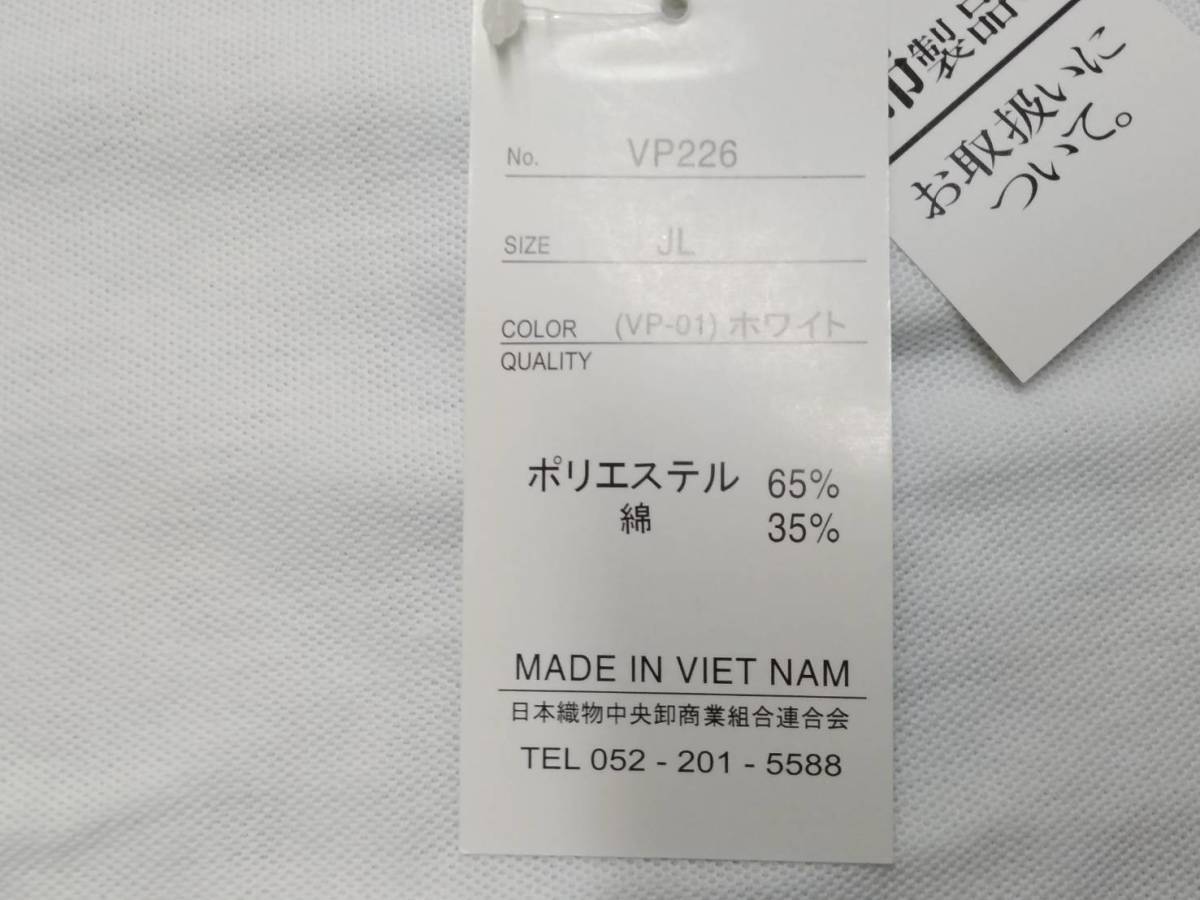 No. VP226
SIZE JL
COLOR (VP-01) ホワイト
QUALITY
ポリエステル 65%
綿 35%
MADE IN VIET NAM
日本織物中央卸商業組合連合会
TEL 052 - 201 - 5588
製品
お取扱いに
ついて。